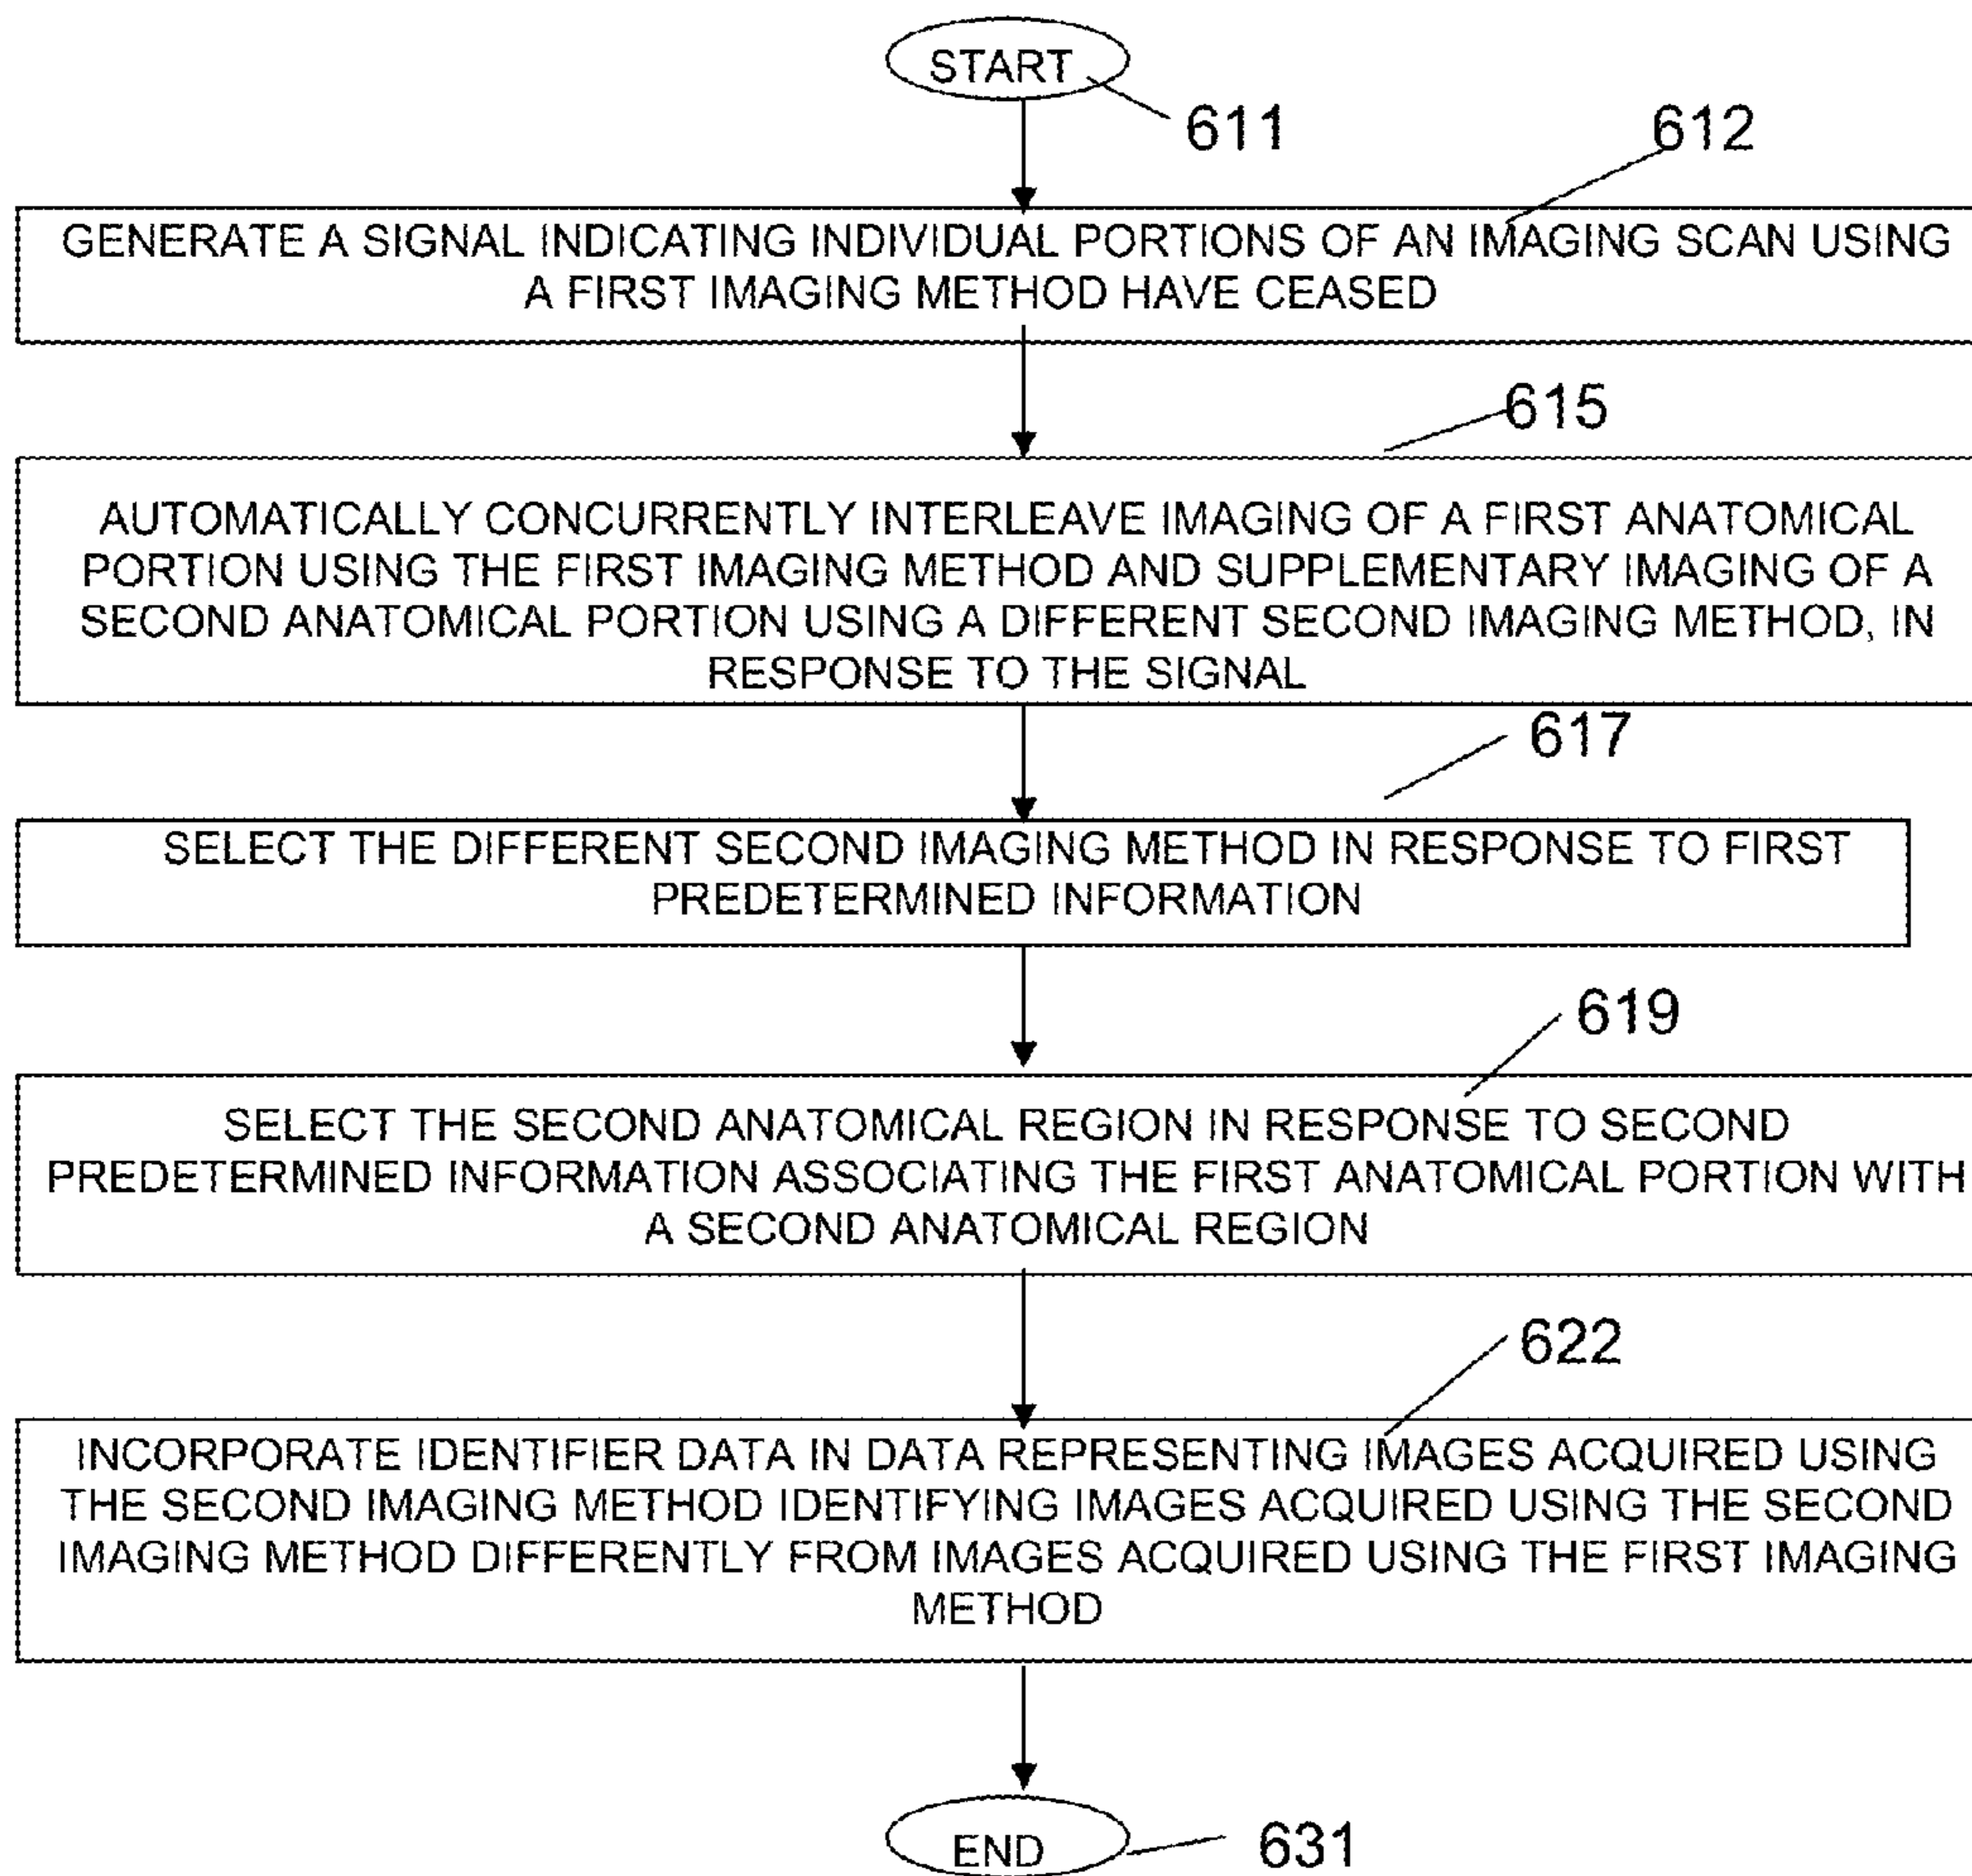 START
611
612
GENERATE A SIGNAL INDICATING INDIVIDUAL PORTIONS OF AN IMAGING SCAN USING
A FIRST IMAGING METHOD HAVE CEASED
615
AUTOMATICALLY CONCURRENTLY INTERLEAVE IMAGING OF A FIRST ANATOMICAL
PORTION USING THE FIRST IMAGING METHOD AND SUPPLEMENTARY IMAGING OF A
SECOND ANATOMICAL PORTION USING A DIFFERENT SECOND IMAGING METHOD, IN
RESPONSE TO THE SIGNAL
617
SELECT THE DIFFERENT SECOND IMAGING METHOD IN RESPONSE TO FIRST
PREDETERMINED INFORMATION
619
SELECT THE SECOND ANATOMICAL REGION IN RESPONSE TO SECOND
PREDETERMINED INFORMATION ASSOCIATING THE FIRST ANATOMICAL PORTION WITH
A SECOND ANATOMICAL REGION
622
INCORPORATE IDENTIFIER DATA IN DATA REPRESENTING IMAGES ACQUIRED USING
THE SECOND IMAGING METHOD IDENTIFYING IMAGES ACQUIRED USING THE SECOND
IMAGING METHOD DIFFERENTLY FROM IMAGES ACQUIRED USING THE FIRST IMAGING
METHOD
END
631